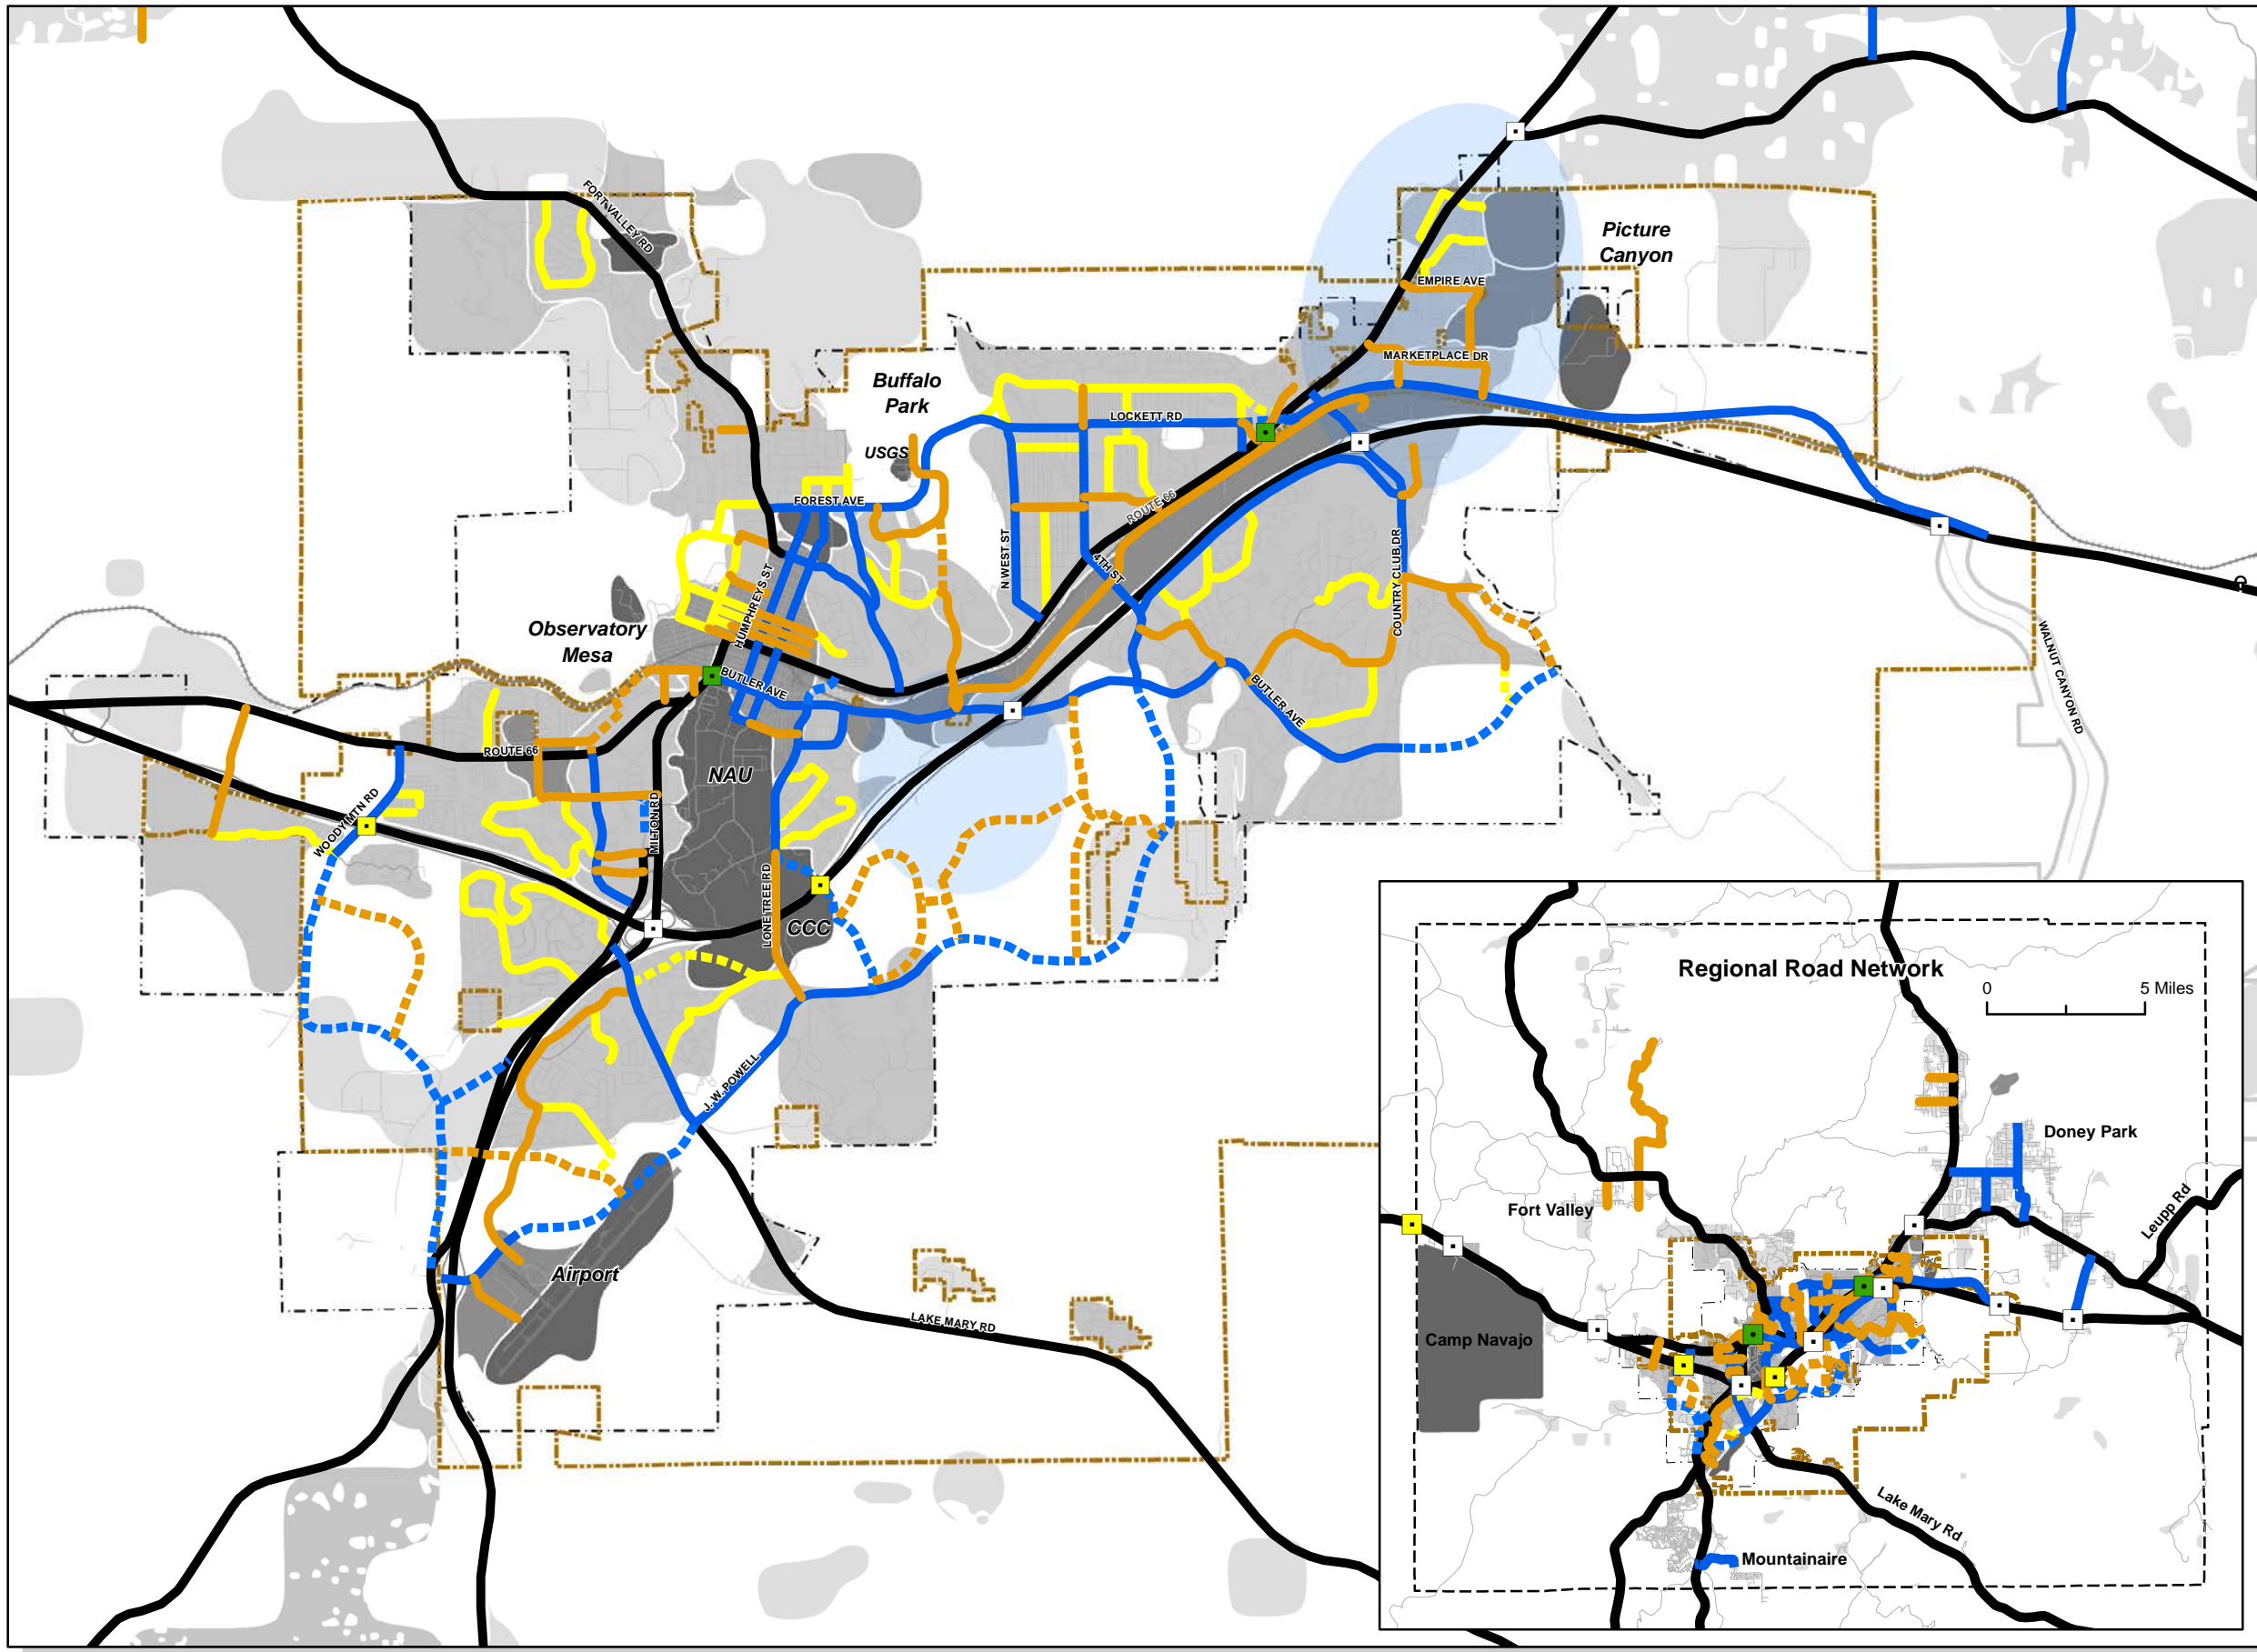 FORT VALLEY RD
Picture
Canyon
EMPIRE AVE
MARKETPLACE DR
Buffalo
Park
LOCKETT RD
USGS
FOREST AVE
ROUTE 66
N WEST ST
4TH ST
COUNTRY CLUB DR
HUMPHREYS ST
Observatory
Mesa
BUTLER AVE
BUTLER AVE
WALNUT CANYON RD
ROUTE 66
NAU
WOODY MTN RD
MILTON RD
LONE TREE RD
CCC
J. W. POWELL
Airport
LAKE MARY RD
Regional Road Network
0
5 Miles
Doney Park
Leupp Rd
Fort Valley
Camp Navajo
Lake Mary Rd
Mountainaire